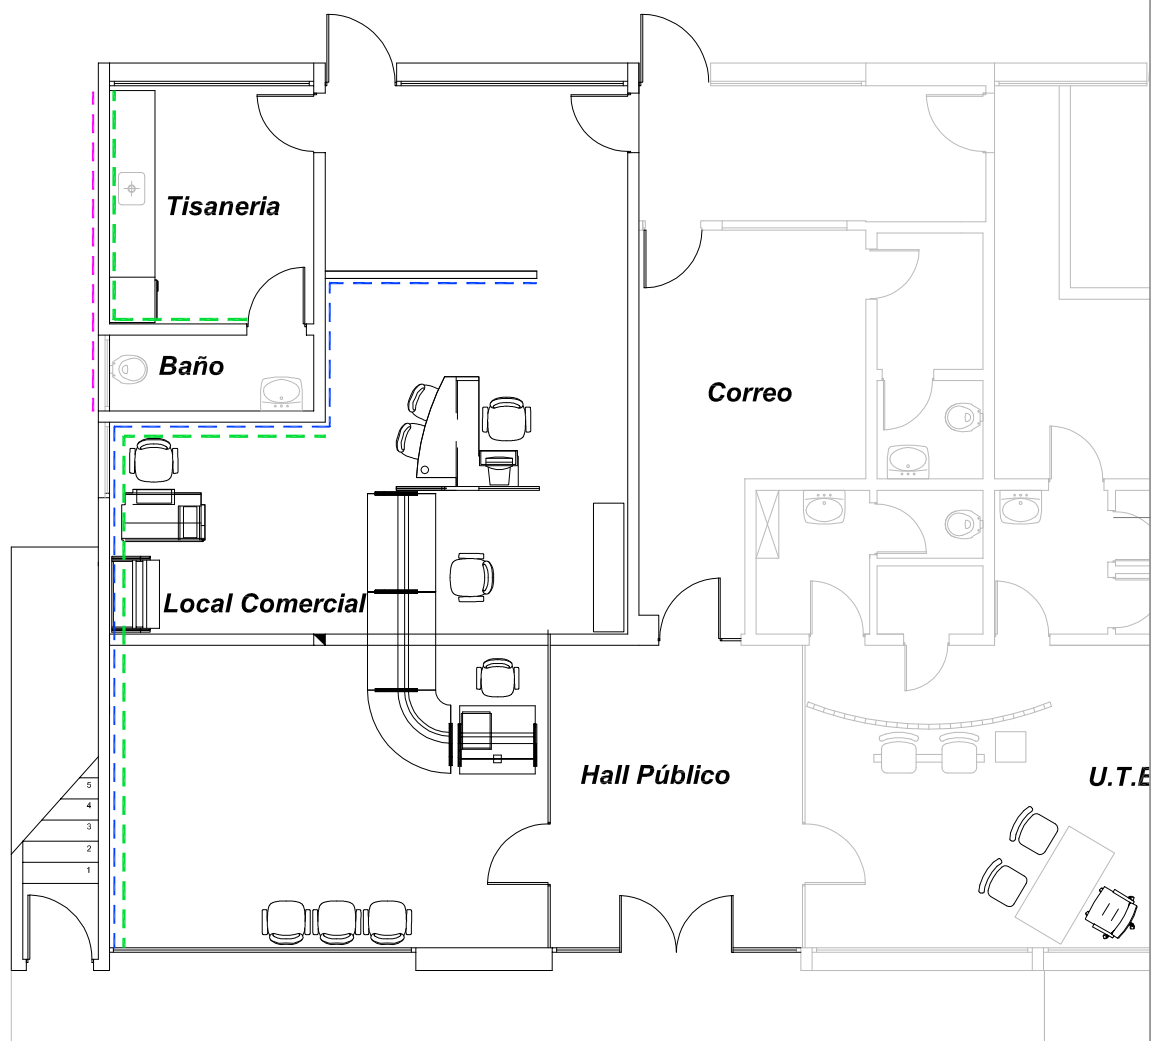 Tisaneria
Baño
Correo
Local Comercial
Hall Público
U.T.E
5
4
3
2
1